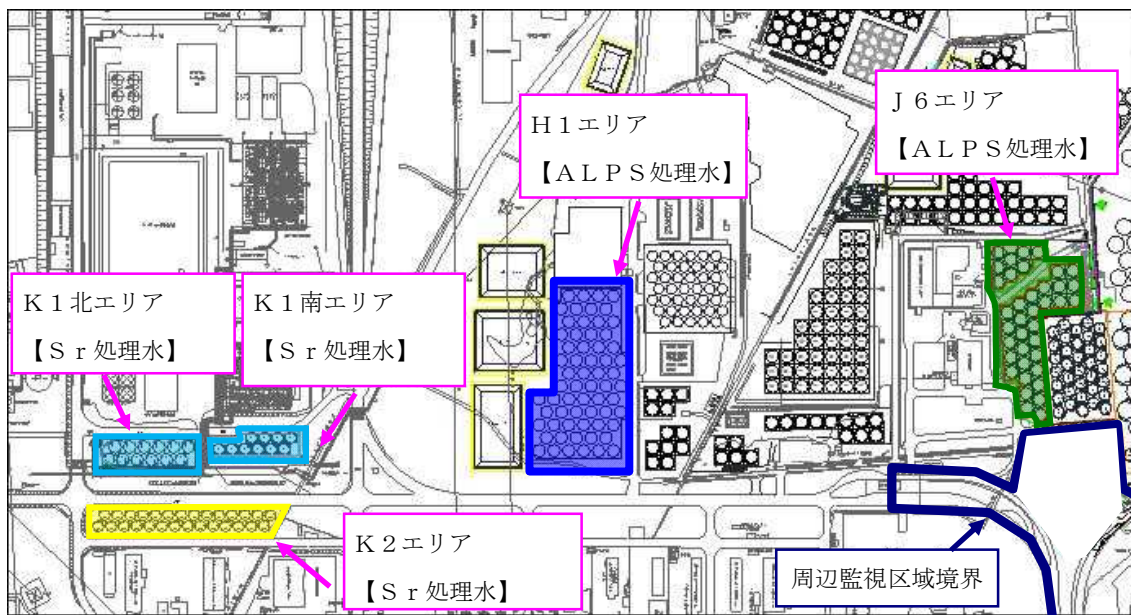 H1エリア
【ALPS処理水】
J6エリア
【ALPS処理水】
K1北エリア
【Sr処理水】
K1南エリア
【Sr処理水】
K2エリア
【Sr処理水】
周辺監視区域境界